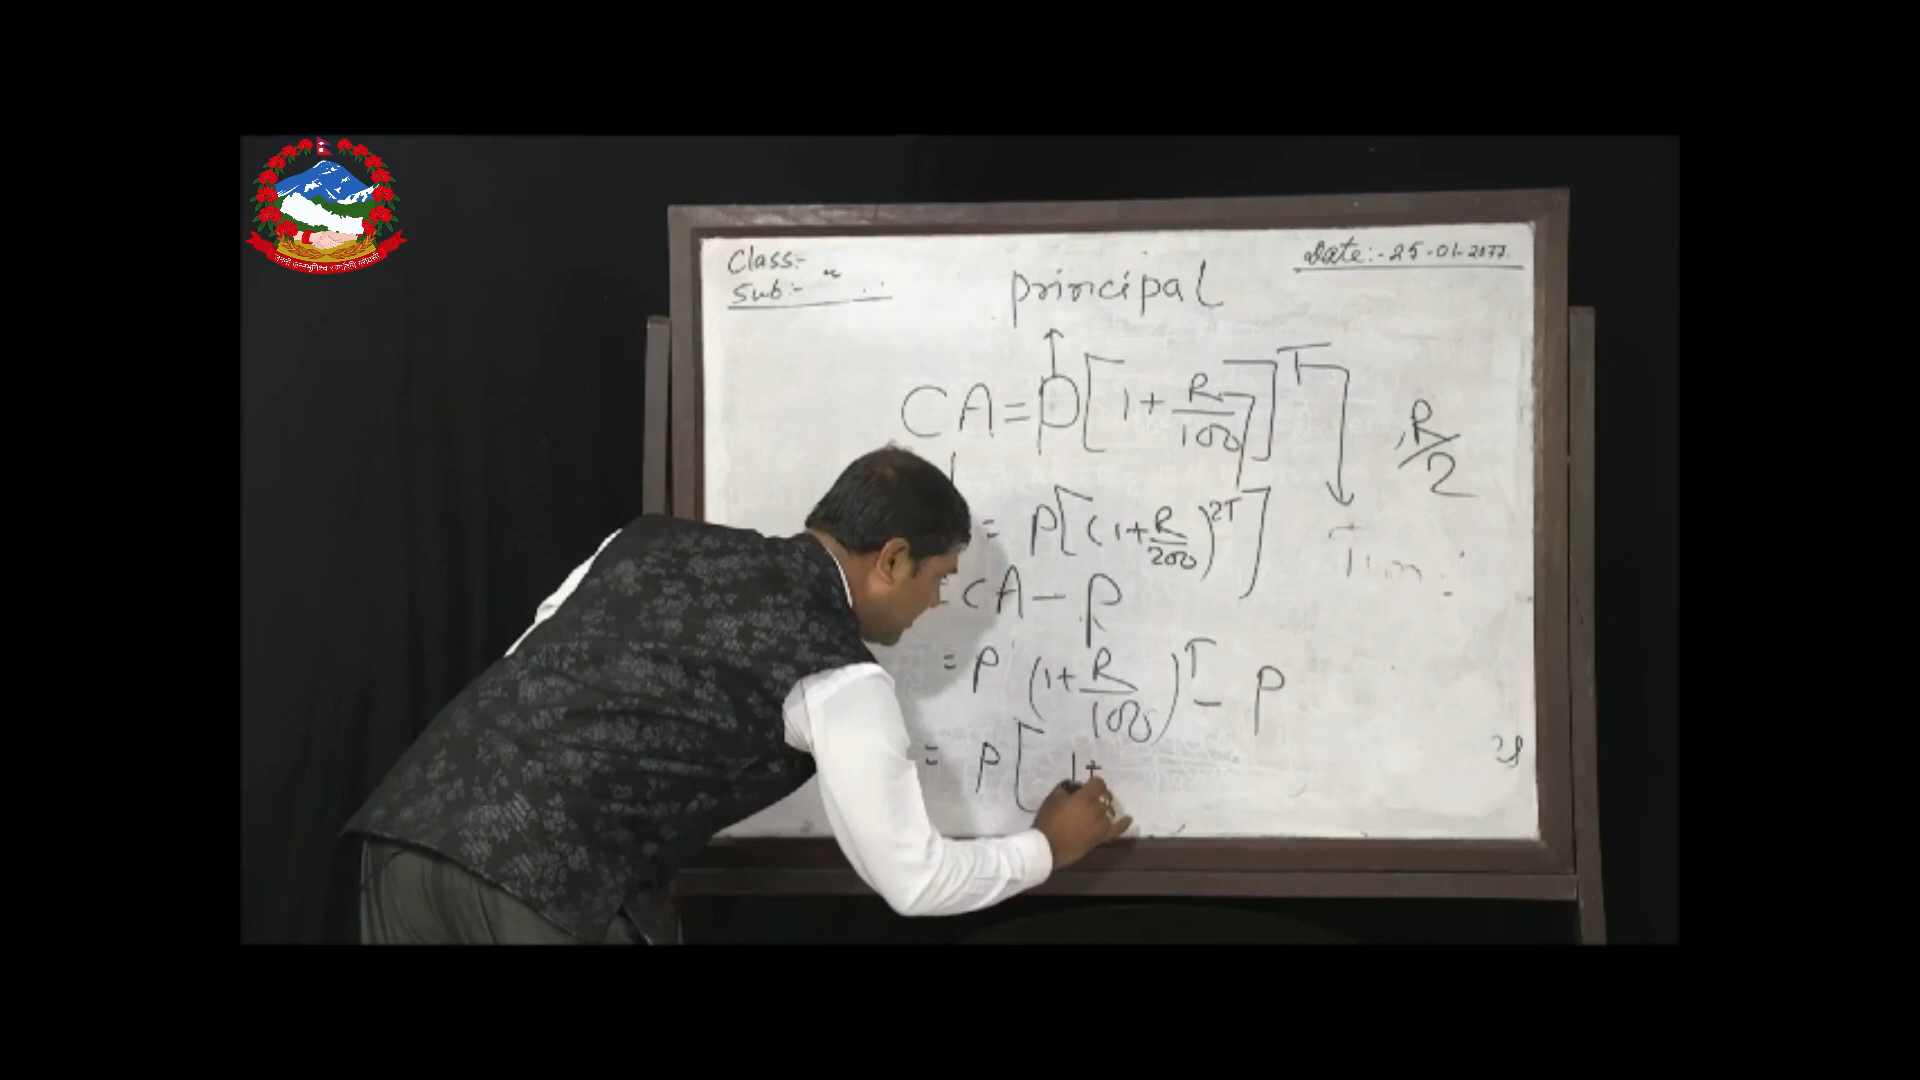 Class:-
Sub:-
Date:-25-01-2077
principal
CA=P[1+R/100]^T
R/2
= P[(1+R/200)^2T]
= CA-P
= P (1+R/100)^T - P
= P [ 1+